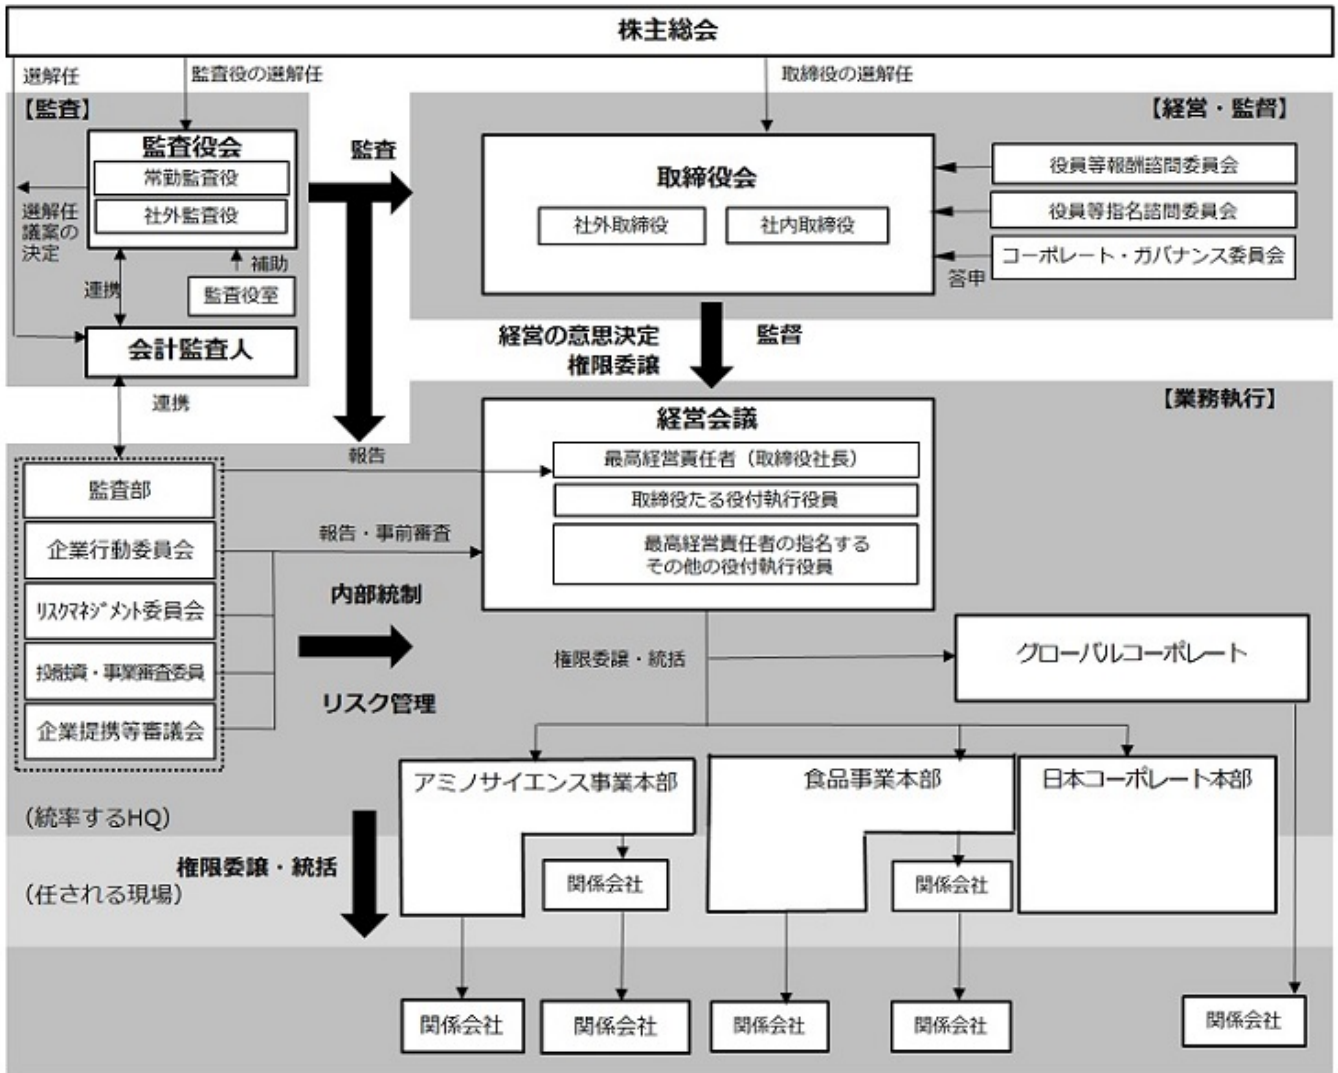 株主総会
選解任
監査役の選解任
取締役の選解任
【監査】
【経営・監督】
監査役会
常勤監査役
社外監査役
監査
選解任
議案の
決定
補助
連携
監査役室
会計監査人
連携
取締役会
社外取締役
社内取締役
役員等報酬諮問委員会
役員等指名諮問委員会
コーポレート・ガバナンス委員会
答申
経営の意思決定
権限委譲
監督
【業務執行】
経営会議
最高経営責任者（取締役社長）
取締役たる役付執行役員
最高経営責任者の指名する
その他の役付執行役員
報告
監査部
企業行動委員会
ﾘｽｸﾏﾈｼﾞﾒﾝﾄ委員会
投融資・事業審査委員
企業提携等審議会
報告・事前審査
内部統制
リスク管理
権限委譲・統括
グローバルコーポレート
アミノサイエンス事業本部
食品事業本部
日本コーポレート本部
(統率するHQ)
権限委譲・統括
(任される現場)
関係会社
関係会社
関係会社
関係会社
関係会社
関係会社
関係会社